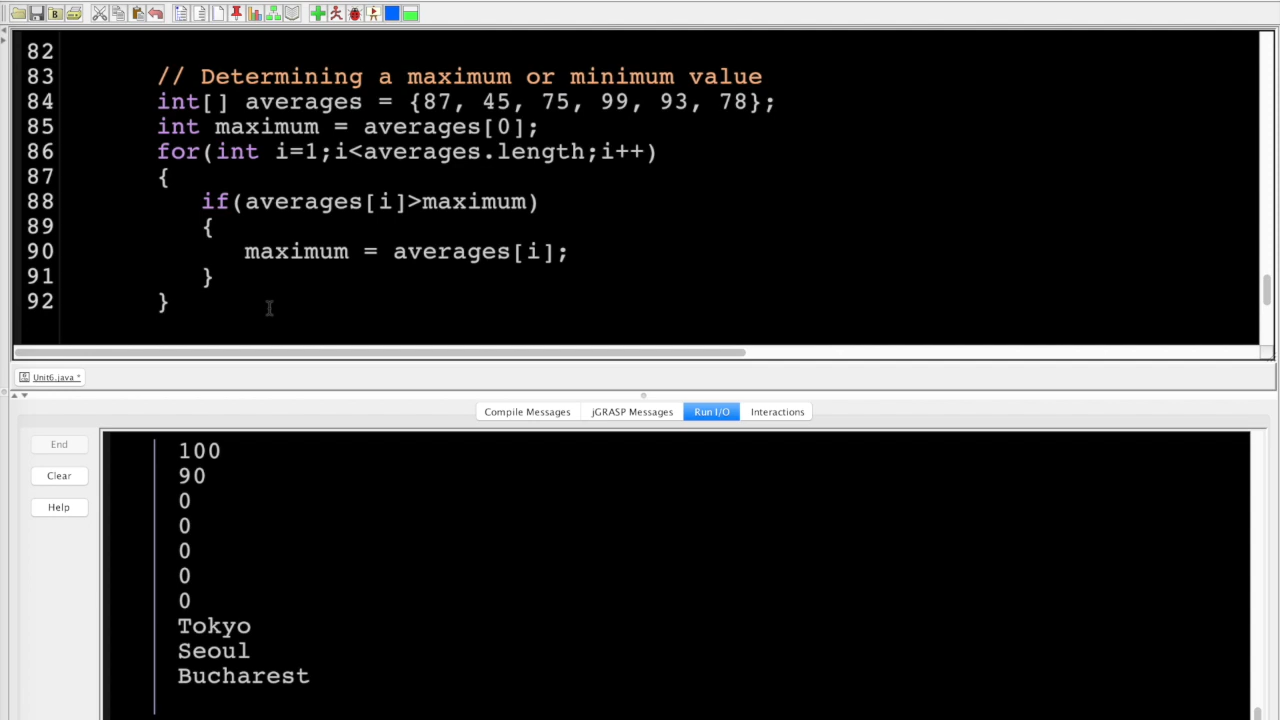 82
83 // Determining a maximum or minimum value
84 int[] averages = {87, 45, 75, 99, 93, 78};
85 int maximum = averages[0];
86 for(int i=1;i<averages.length;i++)
87 {
88 if(averages[i]>maximum)
89 {
90 maximum = averages[i];
91 }
92 }
Unit6.java *
Compile Messages jGRASP Messages Run I/O Interactions
End
Clear
Help
100
90
0
0
0
0
0
Tokyo
Seoul
Bucharest